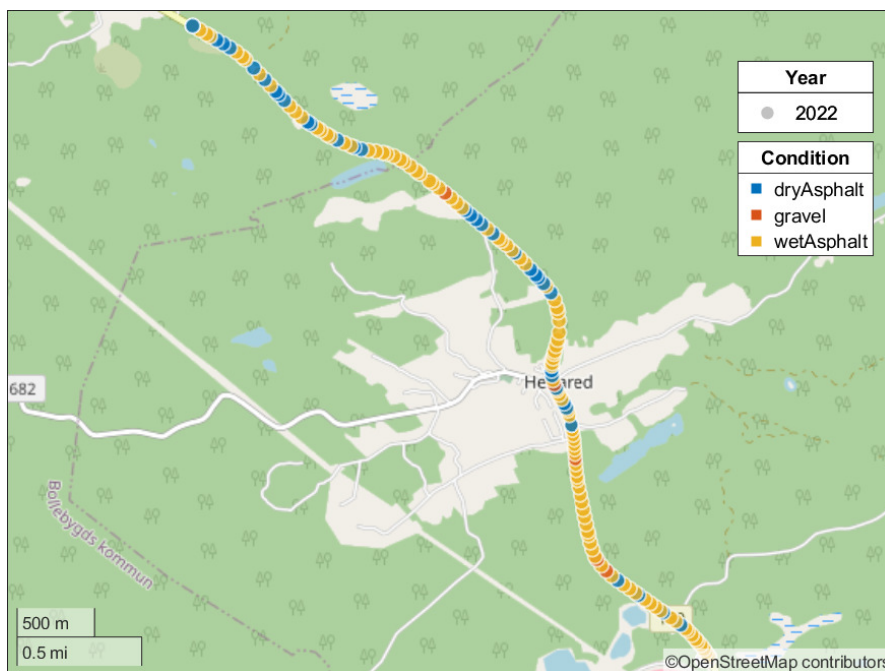 Year
2022
Condition
dryAsphalt
gravel
wetAsphalt
682
Bollebygds kommun
500 m
0.5 mi
©OpenStreetMap contributors